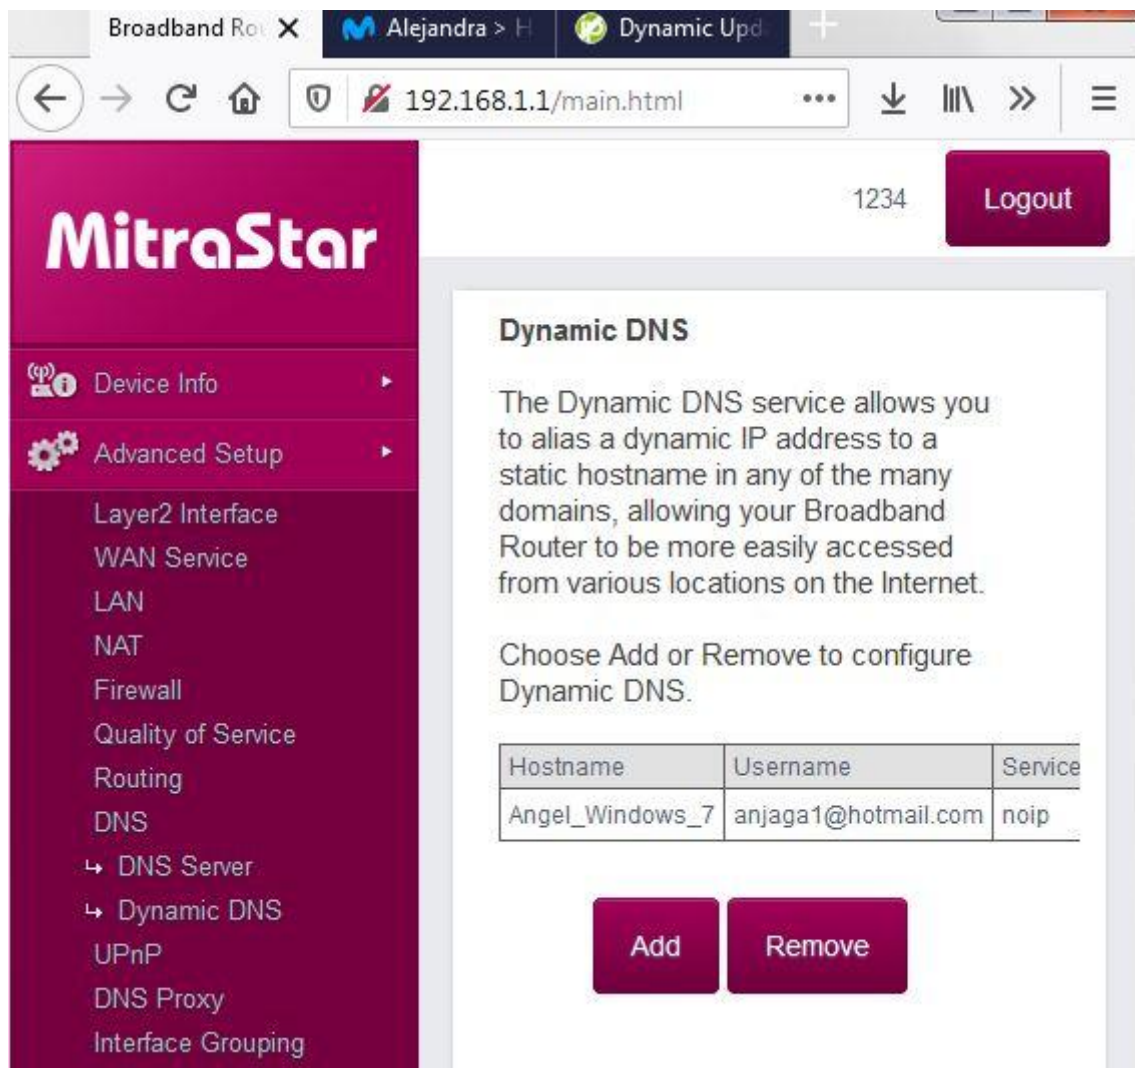 Broadband Ro
Alejandra > H
Dynamic Upd
192.168.1.1/main.html
MitraStar
1234
Logout
Device Info
Advanced Setup
Layer2 Interface
WAN Service
LAN
NAT
Firewall
Quality of Service
Routing
DNS
DNS Server
Dynamic DNS
UPnP
DNS Proxy
Interface Grouping
Dynamic DNS
The Dynamic DNS service allows you
to alias a dynamic IP address to a
static hostname in any of the many
domains, allowing your Broadband
Router to be more easily accessed
from various locations on the Internet.
Choose Add or Remove to configure
Dynamic DNS.
Hostname Username Service
Angel_Windows_7 anjaga1@hotmail.com noip
Add Remove